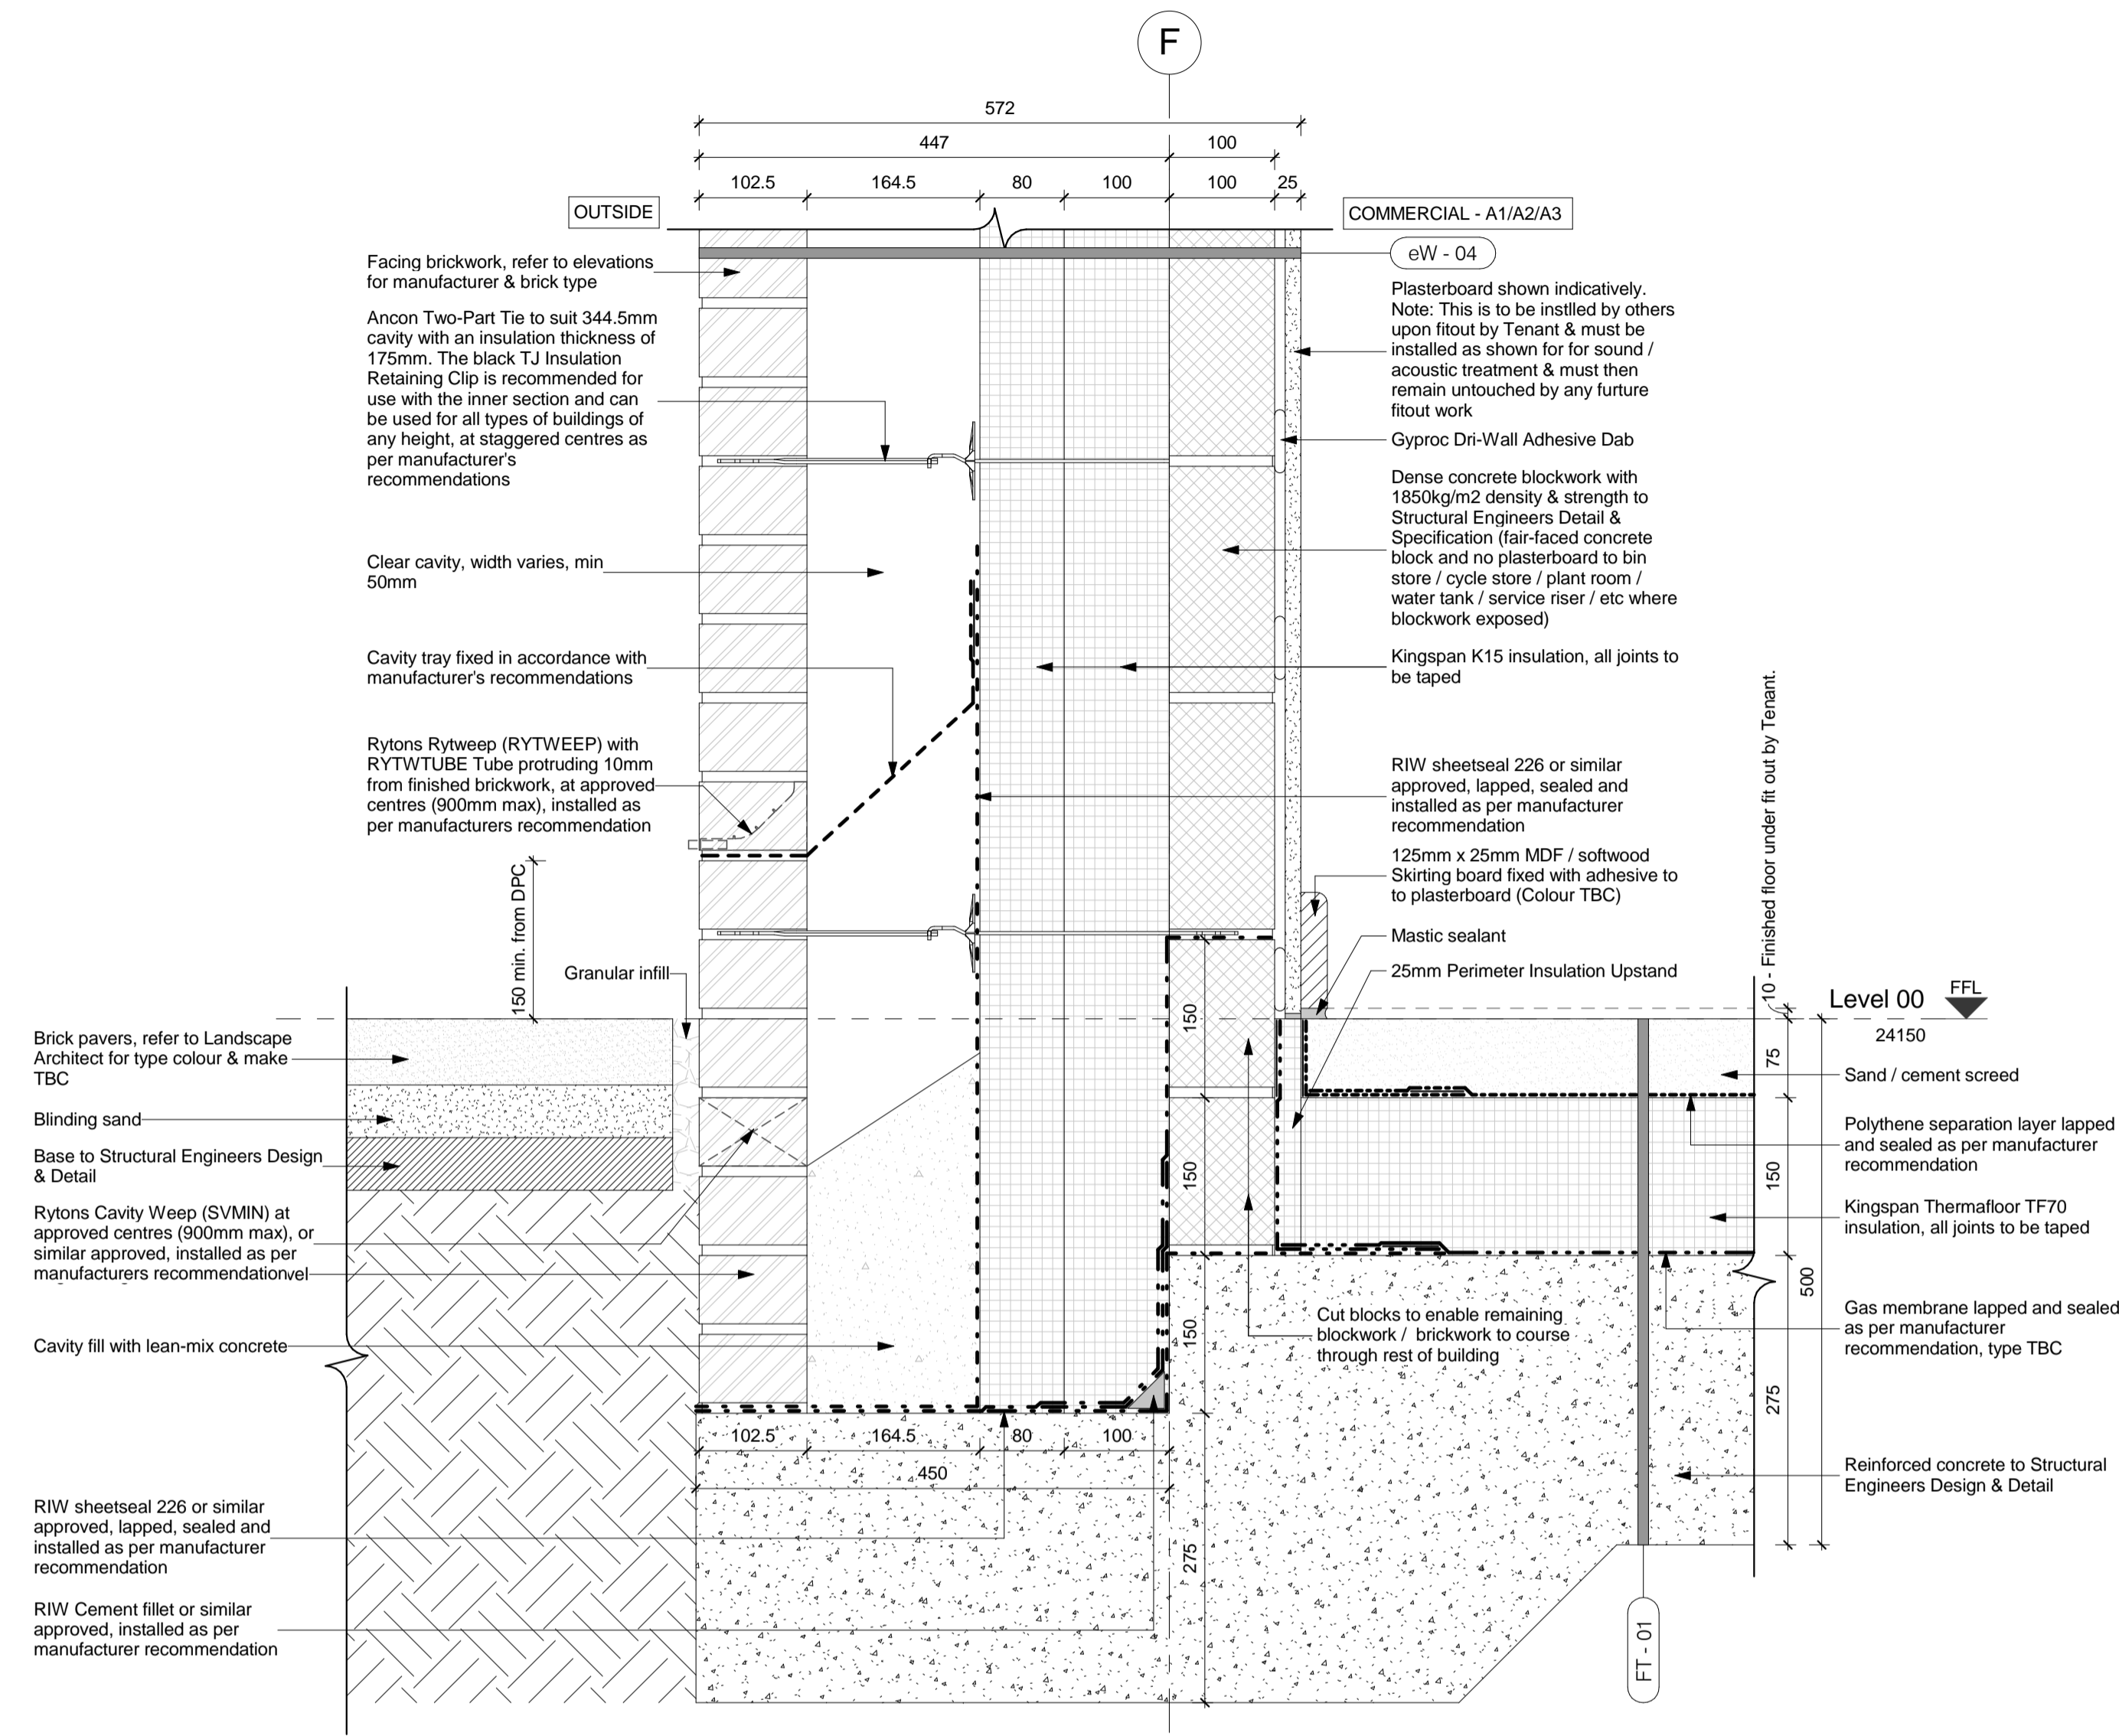 F
572
447
100
102.5
164.5
80
100
100
25
OUTSIDE
COMMERCIAL - A1/A2/A3
eW - 04
Facing brickwork, refer to elevations
for manufacturer & brick type
Ancon Two-Part Tie to suit 344.5mm
cavity with an insulation thickness of
175mm. The black TJ Insulation
Retaining Clip is recommended for
use with the inner section and can
be used for all types of buildings of
any height, at staggered centres as
per manufacturer's
recommendations
Clear cavity, width varies, min
50mm
Cavity tray fixed in accordance with
manufacturer's recommendations
Rytons Rytweep (RYTWEEP) with
RYTWTUBE Tube protruding 10mm
from finished brickwork, at approved
centres (900mm max), installed as
per manufacturers recommendation
150 min. from DPC
Granular infill
Brick pavers, refer to Landscape
Architect for type colour & make
TBC
Blinding sand
Base to Structural Engineers Design
& Detail
Rytons Cavity Weep (SVMIN) at
approved centres (900mm max), or
similar approved, installed as per
manufacturers recommendationvel
Cavity fill with lean-mix concrete
RIW sheetseal 226 or similar
approved, lapped, sealed and
installed as per manufacturer
recommendation
RIW Cement fillet or similar
approved, installed as per
manufacturer recommendation
Plasterboard shown indicatively.
Note: This is to be instlled by others
upon fitout by Tenant & must be
installed as shown for for sound /
acoustic treatment & must then
remain untouched by any furture
fitout work
Gyproc Dri-Wall Adhesive Dab
Dense concrete blockwork with
1850kg/m2 density & strength to
Structural Engineers Detail &
Specification (fair-faced concrete
block and no plasterboard to bin
store / cycle store / plant room /
water tank / service riser / etc where
blockwork exposed)
Kingspan K15 insulation, all joints to
be taped
RIW sheetseal 226 or similar
approved, lapped, sealed and
installed as per manufacturer
recommendation
125mm x 25mm MDF / softwood
Skirting board fixed with adhesive to
to plasterboard (Colour TBC)
Mastic sealant
25mm Perimeter Insulation Upstand
10 - Finished floor under fit out by Tenant.
Level 00
FFL
24150
Sand / cement screed
Polythene separation layer lapped
and sealed as per manufacturer
recommendation
Kingspan Thermafloor TF70
insulation, all joints to be taped
Gas membrane lapped and sealed
as per manufacturer
recommendation, type TBC
Reinforced concrete to Structural
Engineers Design & Detail
Cut blocks to enable remaining
blockwork / brickwork to course
through rest of building
150
150
150
275
75
150
275
500
102.5
164.5
80
100
450
FT - 01